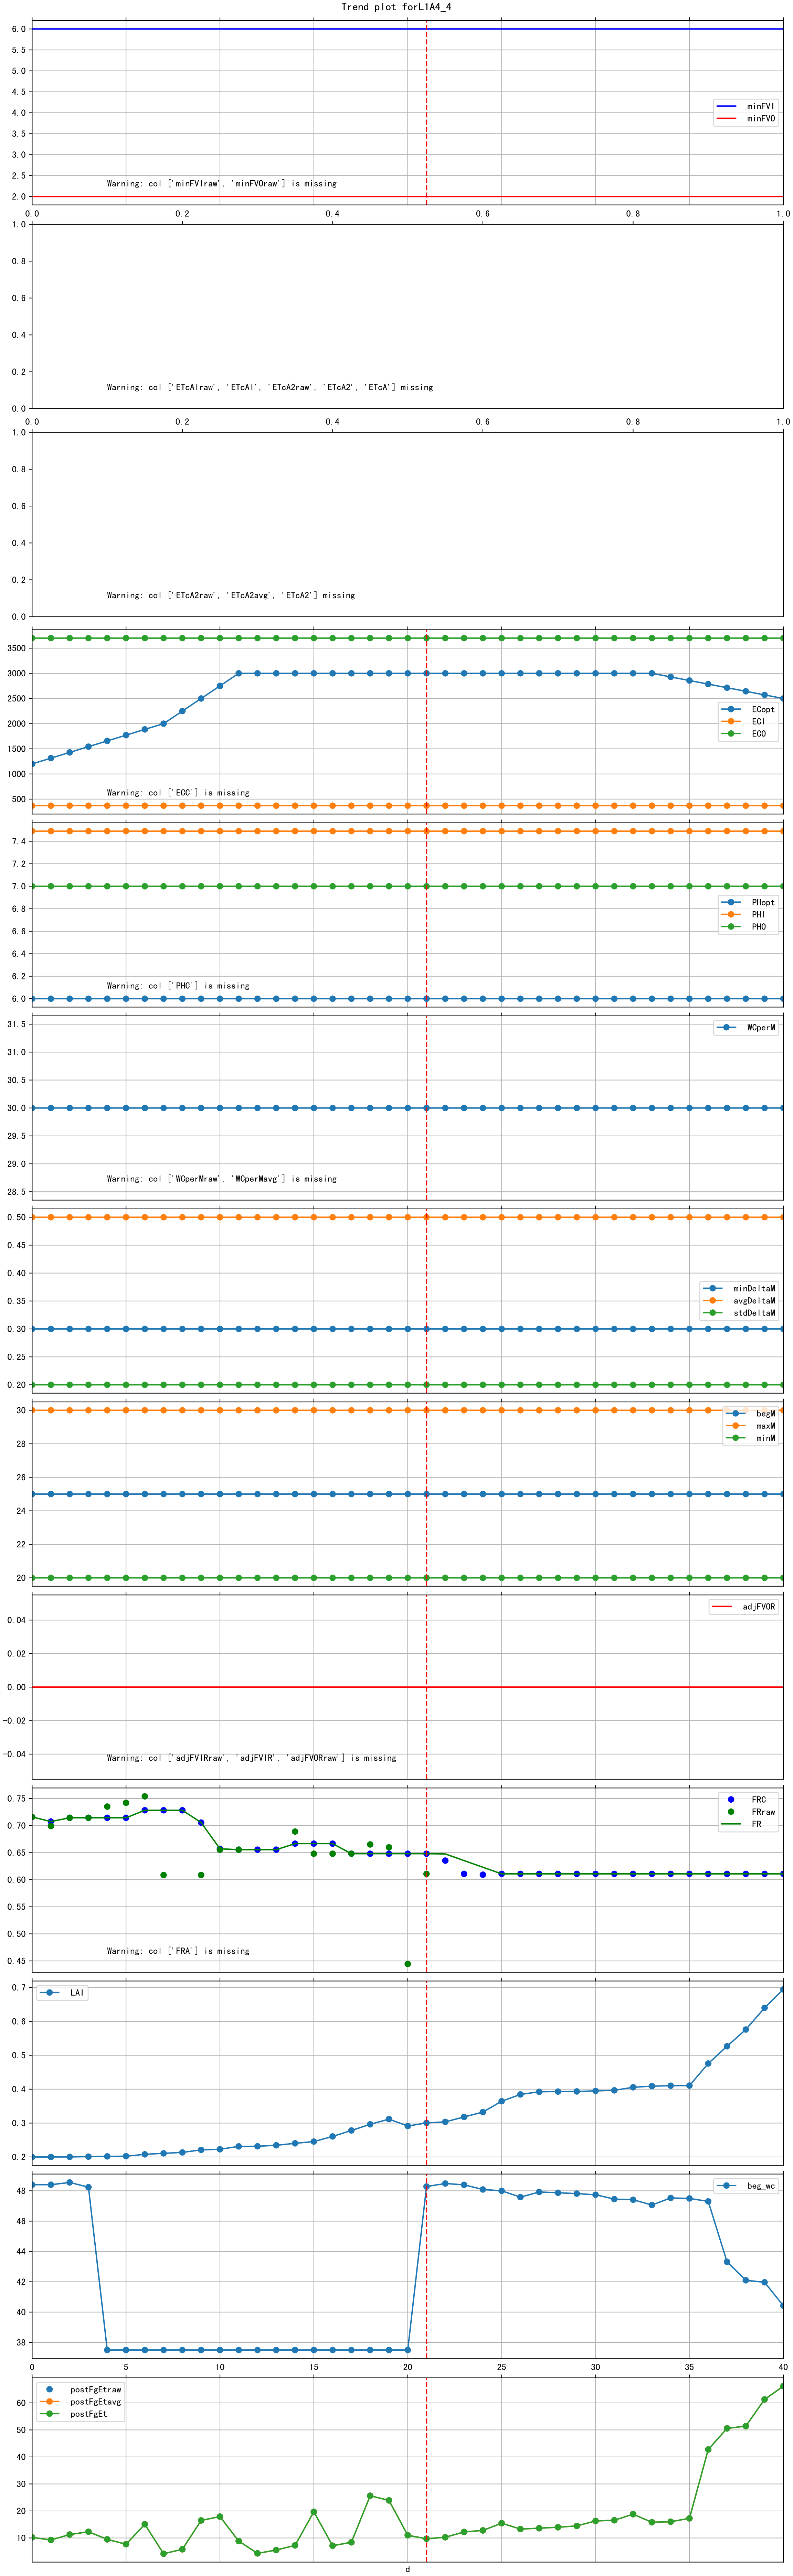 Trend plot forL1A4_4
6.0
5.5
5.0
4.5
4.0
3.5
3.0
2.5
2.0
minFVI
minFVO
Warning: col ['minFVIraw', 'minFVOraw'] is missing
0.0 0.2 0.4 0.6 0.8 1.0
1.0
0.8
0.6
0.4
0.2
0.0
Warning: col ['ETcA1raw', 'ETcA1', 'ETcA2raw', 'ETcA2', 'ETcA'] missing
0.0 0.2 0.4 0.6 0.8 1.0
1.0
0.8
0.6
0.4
0.2
0.0
Warning: col ['ETcA2raw', 'ETcA2avg', 'ETcA2'] missing
3500
3000
2500
2000
1500
1000
500
ECopt
ECI
ECO
Warning: col ['ECC'] is missing
7.4
7.2
7.0
6.8
6.6
6.4
6.2
6.0
PHopt
PHI
PHO
Warning: col ['PHC'] is missing
31.5
31.0
30.5
30.0
29.5
29.0
28.5
WCperM
Warning: col ['WCperMraw', 'WCperMavg'] is missing
0.50
0.45
0.40
0.35
0.30
0.25
0.20
minDeltaM
avgDeltaM
stdDeltaM
30
28
26
24
22
20
begM
maxM
minM
0.04
0.02
0.00
-0.02
-0.04
adjFVOR
Warning: col ['adjFVIRraw', 'adjFVIR', 'adjFVORraw'] is missing
0.75
0.70
0.65
0.60
0.55
0.50
0.45
FRC
FRraw
FR
Warning: col ['FRA'] is missing
0.7
0.6
0.5
0.4
0.3
0.2
LAI
48
46
44
42
40
38
beg_wc
0 5 10 15 20 25 30 35 40
60
50
40
30
20
10
postFgEtraw
postFgEtavg
postFgEt
d